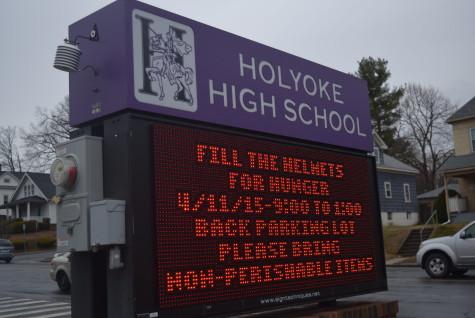 H
HOLYOKE
HIGH SCHOOL
FILL THE HELMETS
FOR HUNGER
4/11/15-9:00 TO 1:00
BACK PARKING LOT
PLEASE BRING
NON-PERISHABLE ITEMS
www.signtechniques.net